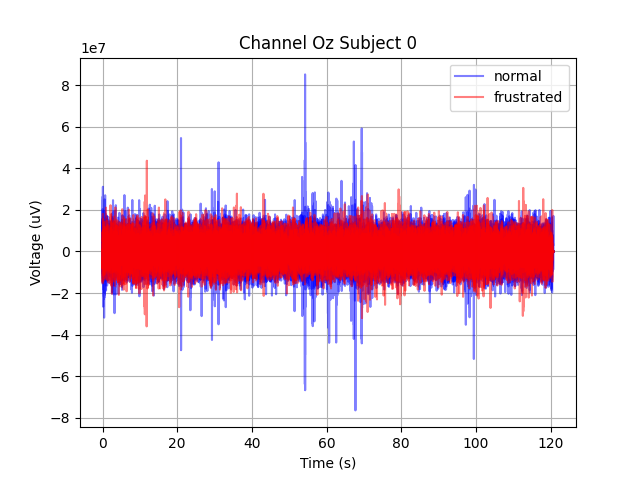 Channel Oz Subject 0
1e7
normal
frustrated
8
6
4
2
0
−2
−4
−6
−8
Voltage (uV)
0 20 40 60 80 100 120
Time (s)